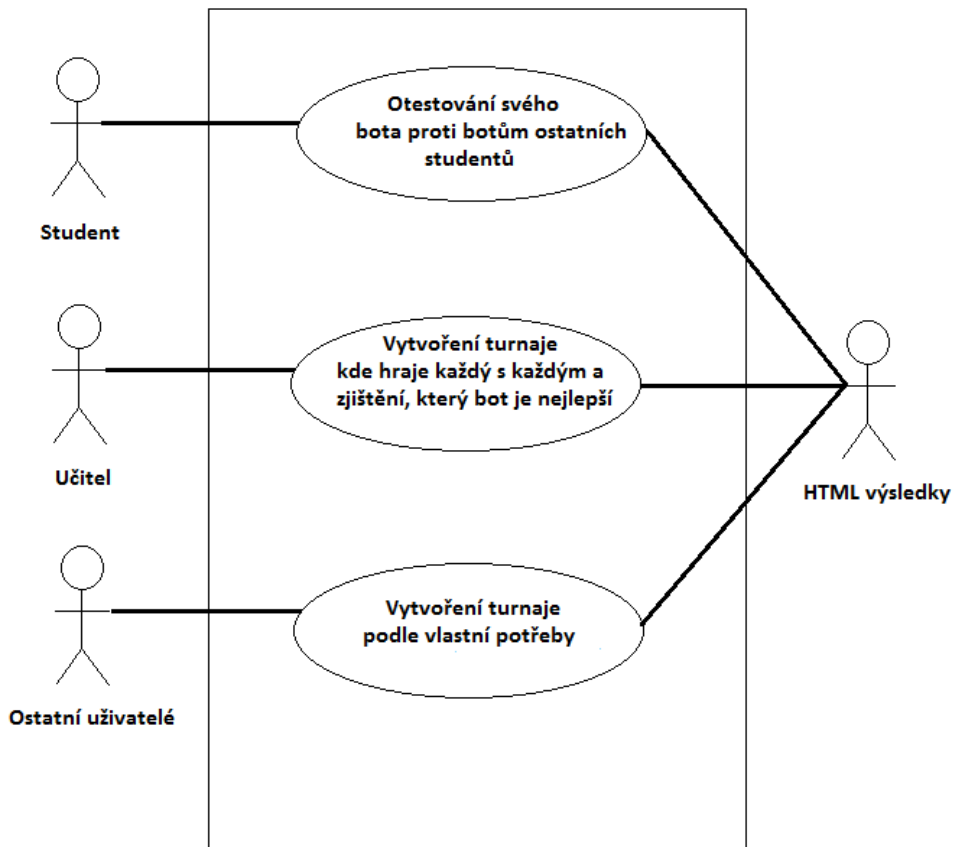 Otestování svého
bota proti botům ostatních
studentů
Student
Vytvoření turnaje
kde hraje každý s každým a
zjištění, který bot je nejlepší
Učitel
HTML výsledky
Vytvoření turnaje
podle vlastní potřeby
Ostatní uživatelé